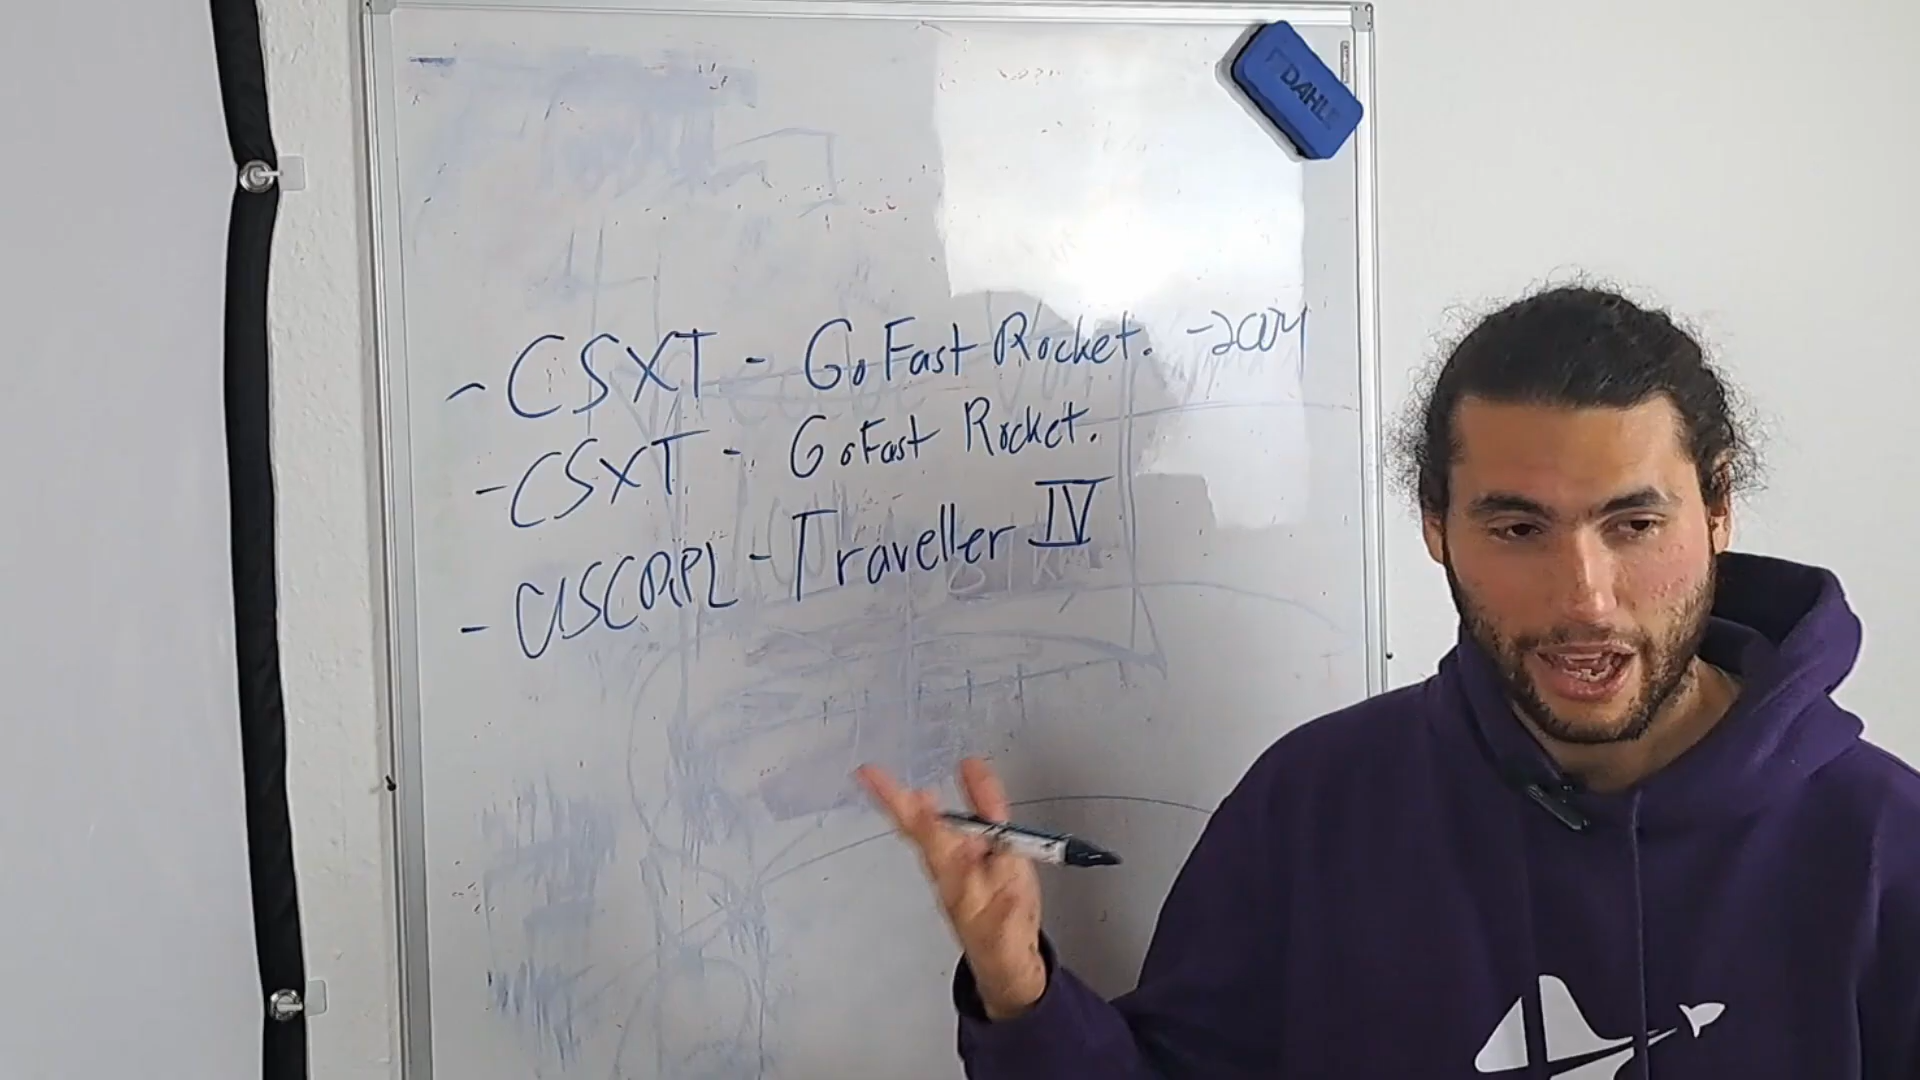 DAHLE
- CSXT - GoFast Rocket. - 2004
- CSXT - GoFast Rocket.
- USCRPL - Traveller IV